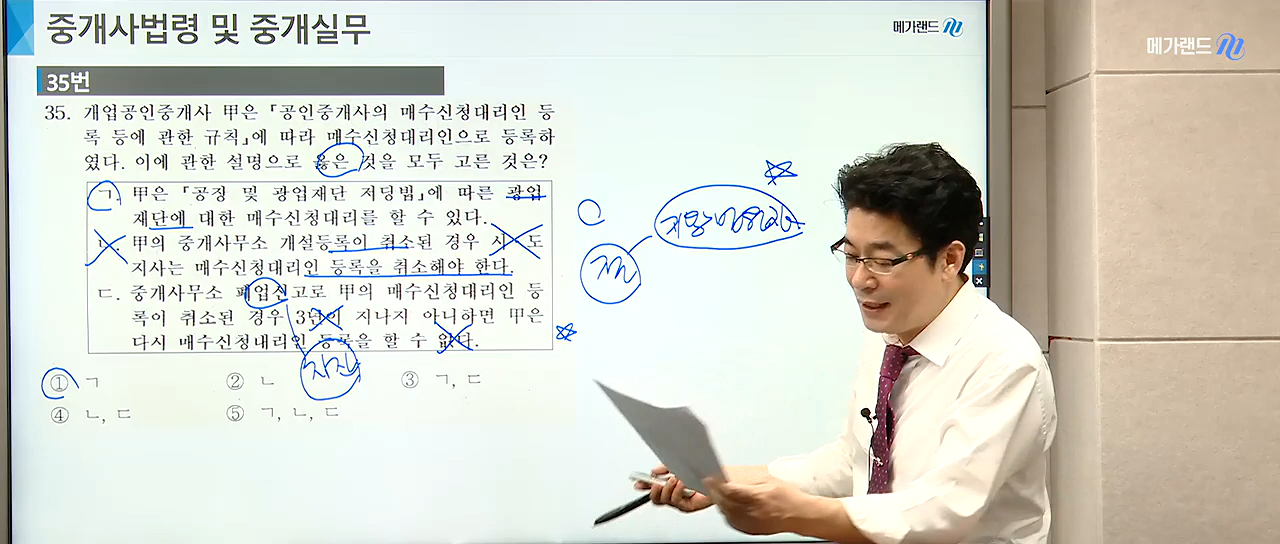 중개사법령 및 중개실무
메가랜드
메가랜드
35번
35. 개업공인중개사 甲은 「공인중개사의 매수신청대리인 등
록 등에 관한 규칙」에 따라 매수신청대리인으로 등록하
였다. 이에 관한 설명으로 옳은 것을 모두 고른 것은?
ㄱ. 甲은 「공장 및 광업재단 저당법」에 따른 광업
재단에 대한 매수신청대리를 할 수 있다.
ㄴ. 甲의 중개사무소 개설등록이 취소된 경우 시·도
지사는 매수신청대리인 등록을 취소해야 한다.
ㄷ. 중개사무소 폐업신고로 甲의 매수신청대리인 등
록이 취소된 경우 3년이 지나지 아니하면 甲은
다시 매수신청대리인 등록을 할 수 없다.
① ㄱ
② ㄴ
③ ㄱ, ㄷ
④ ㄴ, ㄷ
⑤ ㄱ, ㄴ, ㄷ
지방법원장